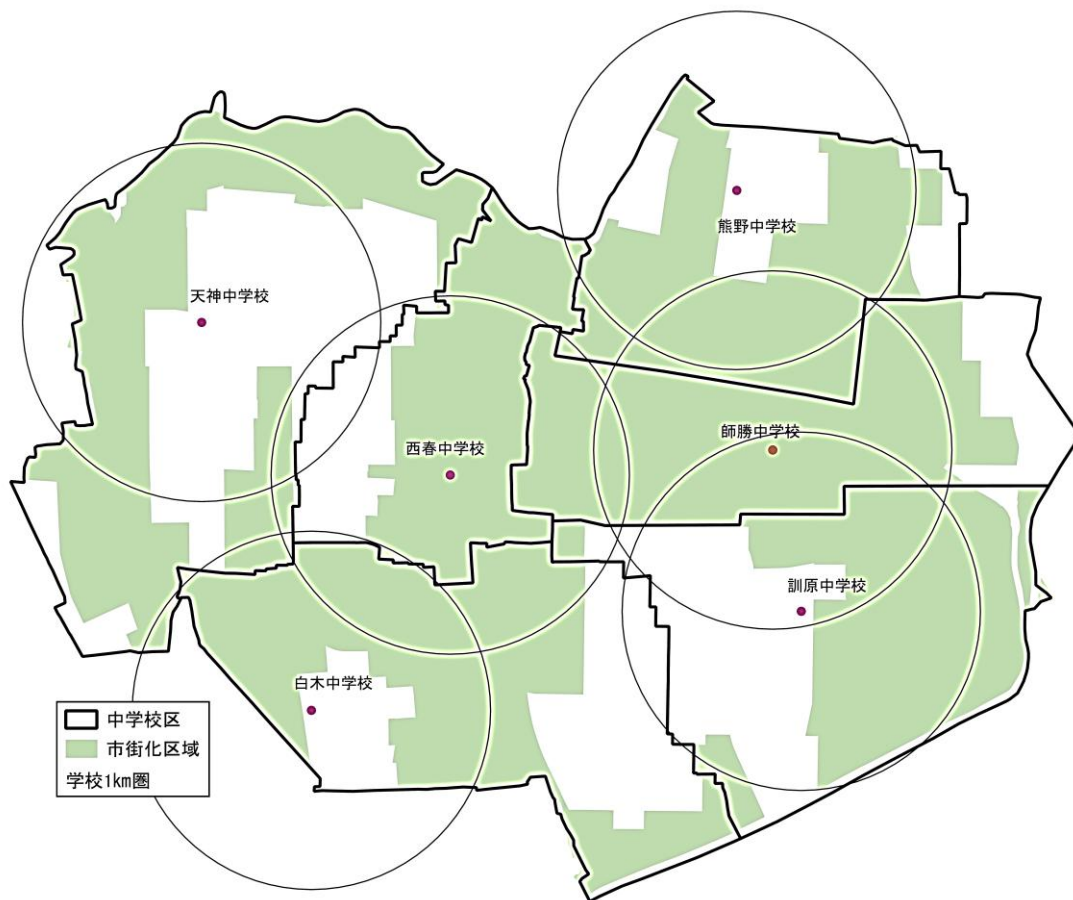 熊野中学校
天神中学校
師勝中学校
西春中学校
訓原中学校
白木中学校
中学校区
市街化区域
学校1km圏